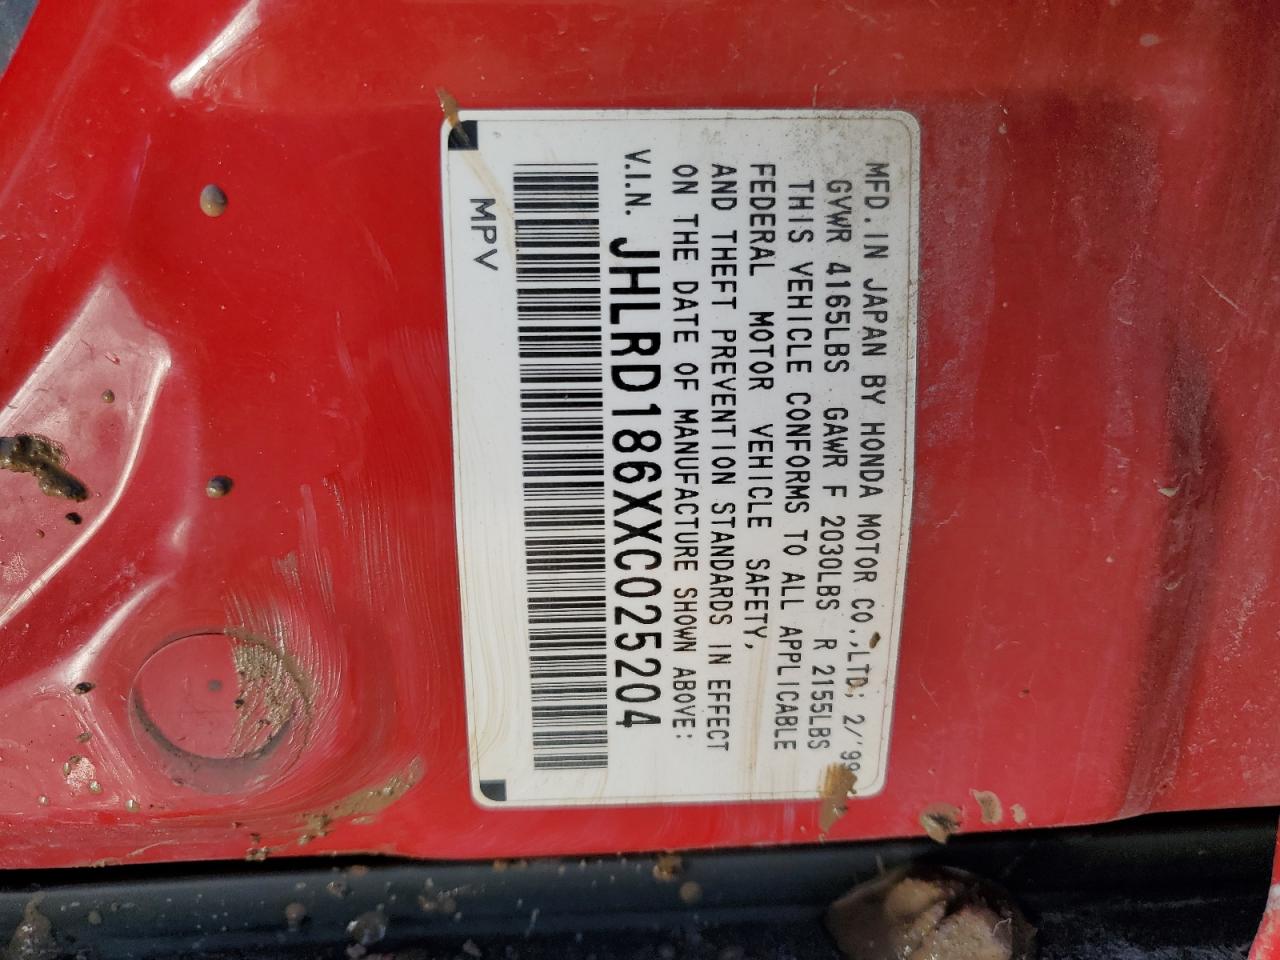 MFD. IN JAPAN BY HONDA MOTOR CO.,LTD; 2/'99
GVWR 4165LBS GAWR F 2030LBS R 2155LBS
THIS VEHICLE CONFORMS TO ALL APPLICABLE
FEDERAL MOTOR VEHICLE SAFETY,
AND THEFT PREVENTION STANDARDS IN EFFECT
ON THE DATE OF MANUFACTURE SHOWN ABOVE:
V.I.N. JHLRD186XXC025204
MPV